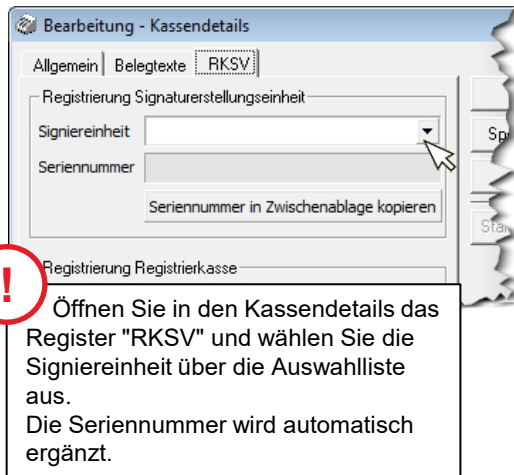 Bearbeitung - Kassendetails
Allgemein Belegtexte RKSV
Registrierung Signaturerstellungseinheit
Signiereinheit
Seriennummer
Seriennummer in Zwischenablage kopieren
Registrierung Registrierkasse
!
Öffnen Sie in den Kassendetails das
Register "RKSV" und wählen Sie die
Signiereinheit über die Auswahlliste
aus.
Die Seriennummer wird automatisch
ergänzt.